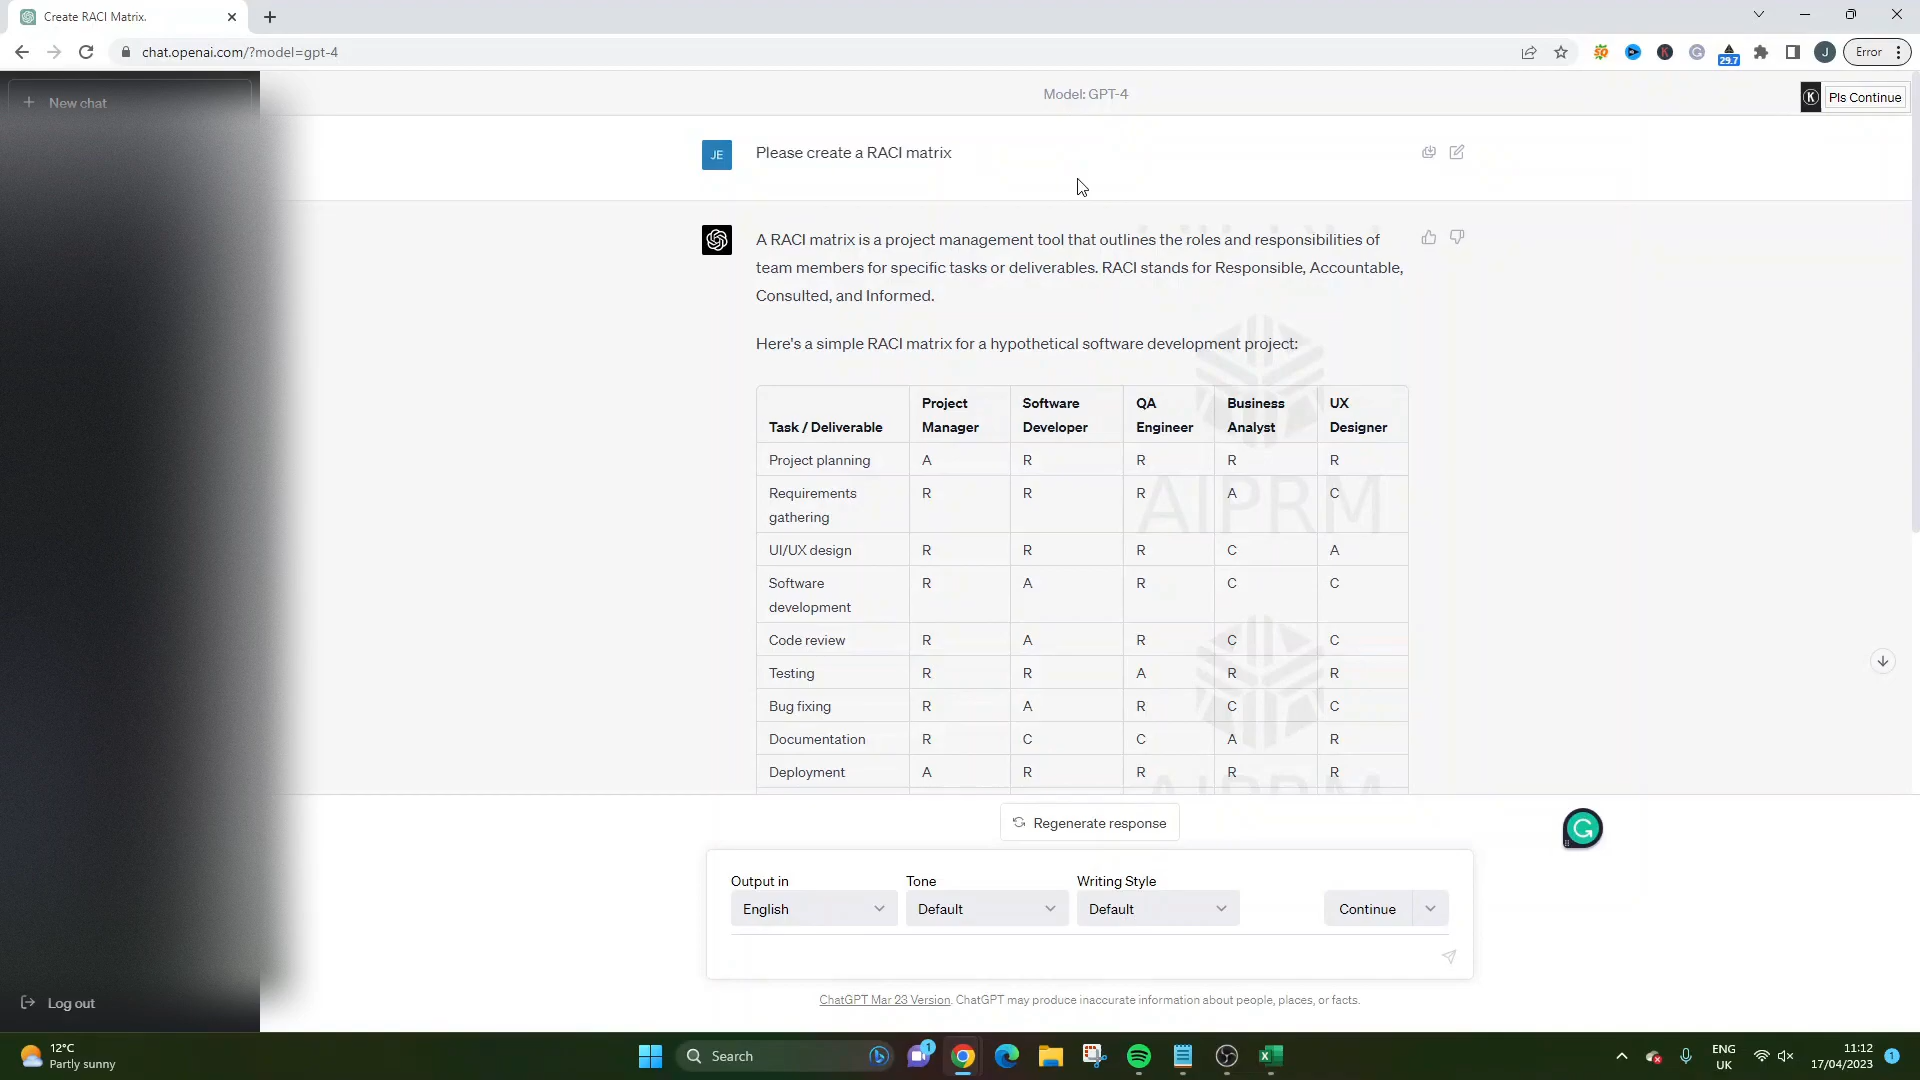 Create RACI Matrix.
chat.openai.com/?model=gpt-4
29.7
J
Error
New chat
Model: GPT-4
K
Pls Continue
JE
Please create a RACI matrix
A RACI matrix is a project management tool that outlines the roles and responsibilities of
team members for specific tasks or deliverables. RACI stands for Responsible, Accountable,
Consulted, and Informed.
Here's a simple RACI matrix for a hypothetical software development project:
Task / Deliverable Project Manager Software Developer QA Engineer Business Analyst UX Designer
Project planning A R R R R
Requirements gathering R R R A C
AIPRM
UI/UX design R R R C A
Software development R A R C C
Code review R A R C C
Testing R R A R R
Bug fixing R A R C C
Documentation R C C A R
Deployment A R R R R
AIPRM
Regenerate response
Output in Tone Writing Style
English Default Default Continue
ChatGPT Mar 23 Version. ChatGPT may produce inaccurate information about people, places, or facts.
Log out
12°C
Partly sunny
Search
1
ENG
UK
11:12
17/04/2023
1